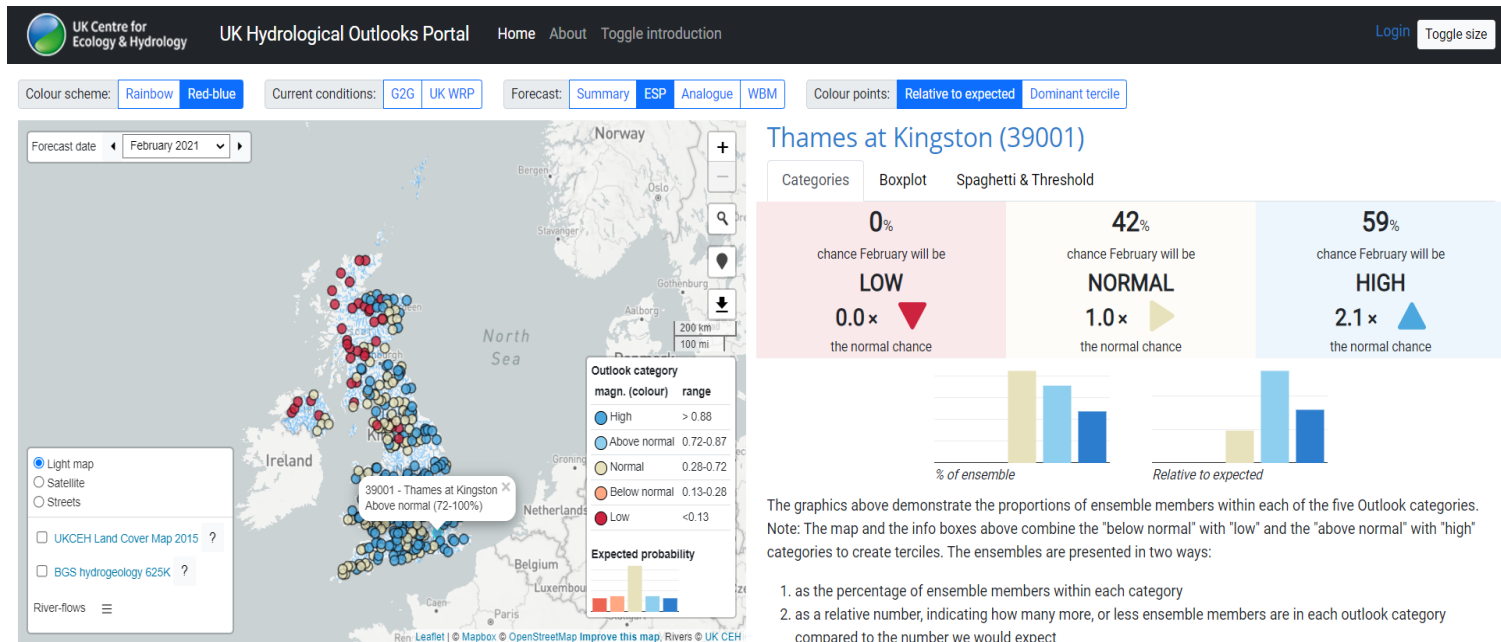 UK Centre for
Ecology & Hydrology
UK Hydrological Outlooks Portal
Home About Toggle introduction
Login
Toggle size
Colour scheme: Rainbow Red-blue
Current conditions: G2G UK WRP
Forecast: Summary ESP Analogue WBM
Colour points: Relative to expected Dominant tercile
Forecast date February 2021
Norway
Bergen
Oslo
Stavanger
Gothenburg
Aalborg
200 km
100 mi
North
Sea
Ireland
Groning
Netherlands
Belgium
Luxembou
Caen
Paris
39001 - Thames at Kingston ×
Above normal (72-100%)
Outlook category
magn. (colour) range
High > 0.88
Above normal 0.72-0.87
Normal 0.28-0.72
Below normal 0.13-0.28
Low <0.13
Expected probability
Light map
Satellite
Streets
UKCEH Land Cover Map 2015 ?
BGS hydrogeology 625K ?
River-flows
Leaflet | © Mapbox © OpenStreetMap Improve this map, Rivers © UK CEH
Thames at Kingston (39001)
Categories Boxplot Spaghetti & Threshold
0%
chance February will be
LOW
0.0 ×
the normal chance
42%
chance February will be
NORMAL
1.0 ×
the normal chance
59%
chance February will be
HIGH
2.1 ×
the normal chance
% of ensemble
Relative to expected
The graphics above demonstrate the proportions of ensemble members within each of the five Outlook categories.
Note: The map and the info boxes above combine the "below normal" with "low" and the "above normal" with "high"
categories to create terciles. The ensembles are presented in two ways:
1. as the percentage of ensemble members within each category
2. as a relative number, indicating how many more, or less ensemble members are in each outlook category
compared to the number we would expect